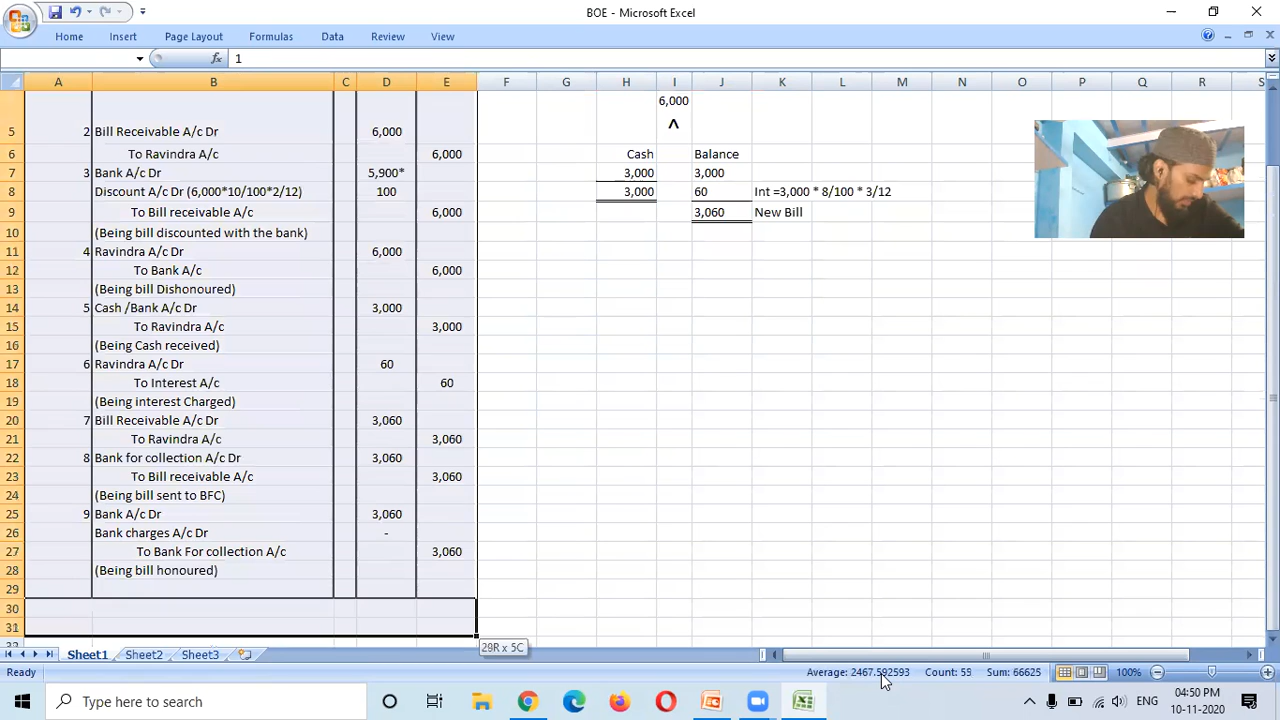 BOE - Microsoft Excel
Home Insert Page Layout Formulas Data Review View
fx 1
A B C D E F G H I J K L M N O P Q R S
6,000
5 2 Bill Receivable A/c Dr 6,000 ^
6 To Ravindra A/c 6,000 Cash Balance
7 3 Bank A/c Dr 5,900* 3,000 3,000
8 Discount A/c Dr (6,000*10/100*2/12) 100 3,000 60 Int =3,000 * 8/100 * 3/12
9 To Bill receivable A/c 6,000 3,060 New Bill
10 (Being bill discounted with the bank)
11 4 Ravindra A/c Dr 6,000
12 To Bank A/c 6,000
13 (Being bill Dishonoured)
14 5 Cash /Bank A/c Dr 3,000
15 To Ravindra A/c 3,000
16 (Being Cash received)
17 6 Ravindra A/c Dr 60
18 To Interest A/c 60
19 (Being interest Charged)
20 7 Bill Receivable A/c Dr 3,060
21 To Ravindra A/c 3,060
22 8 Bank for collection A/c Dr 3,060
23 To Bill receivable A/c 3,060
24 (Being bill sent to BFC)
25 9 Bank A/c Dr 3,060
26 Bank charges A/c Dr -
27 To Bank For collection A/c 3,060
28 (Being bill honoured)
29
30
31
28R x 5C
Sheet1 Sheet2 Sheet3
Ready Average: 2467.592593 Count: 59 Sum: 66625 100%
Type here to search ENG 04:50 PM
10-11-2020